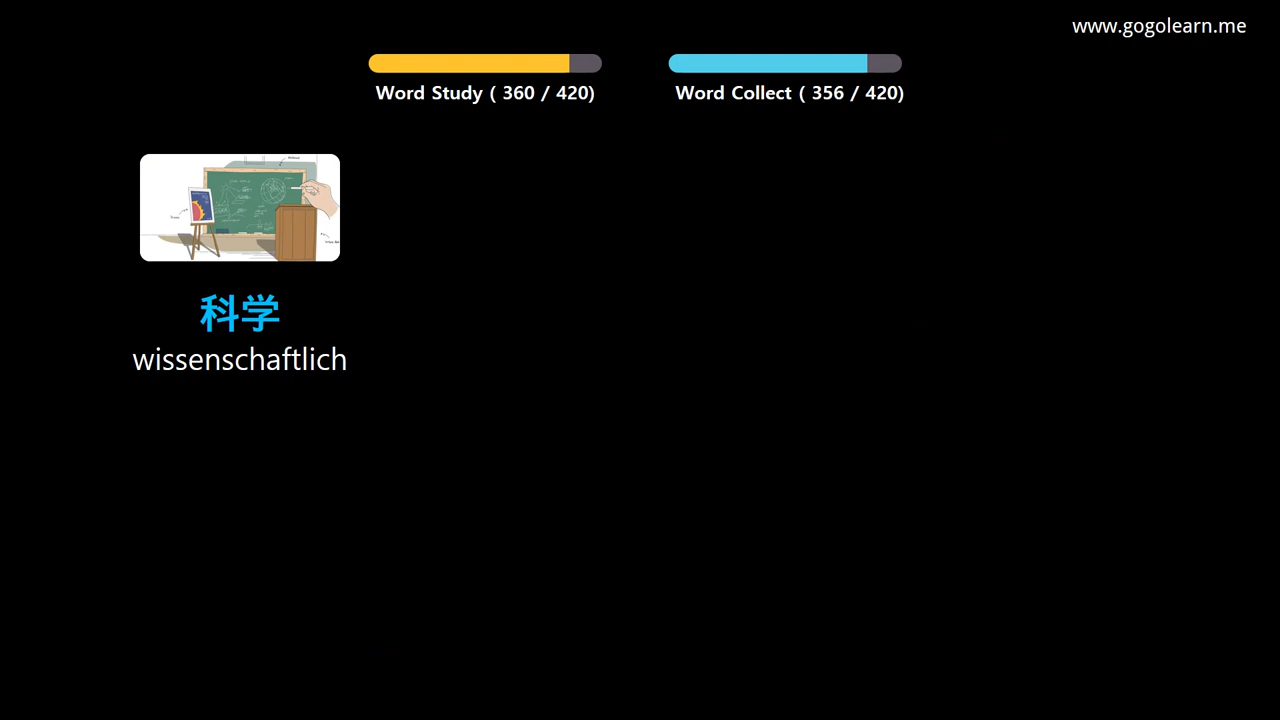 www.gogolearn.me
Word Study ( 360 / 420)
Word Collect ( 356 / 420)
科学
wissenschaftlich